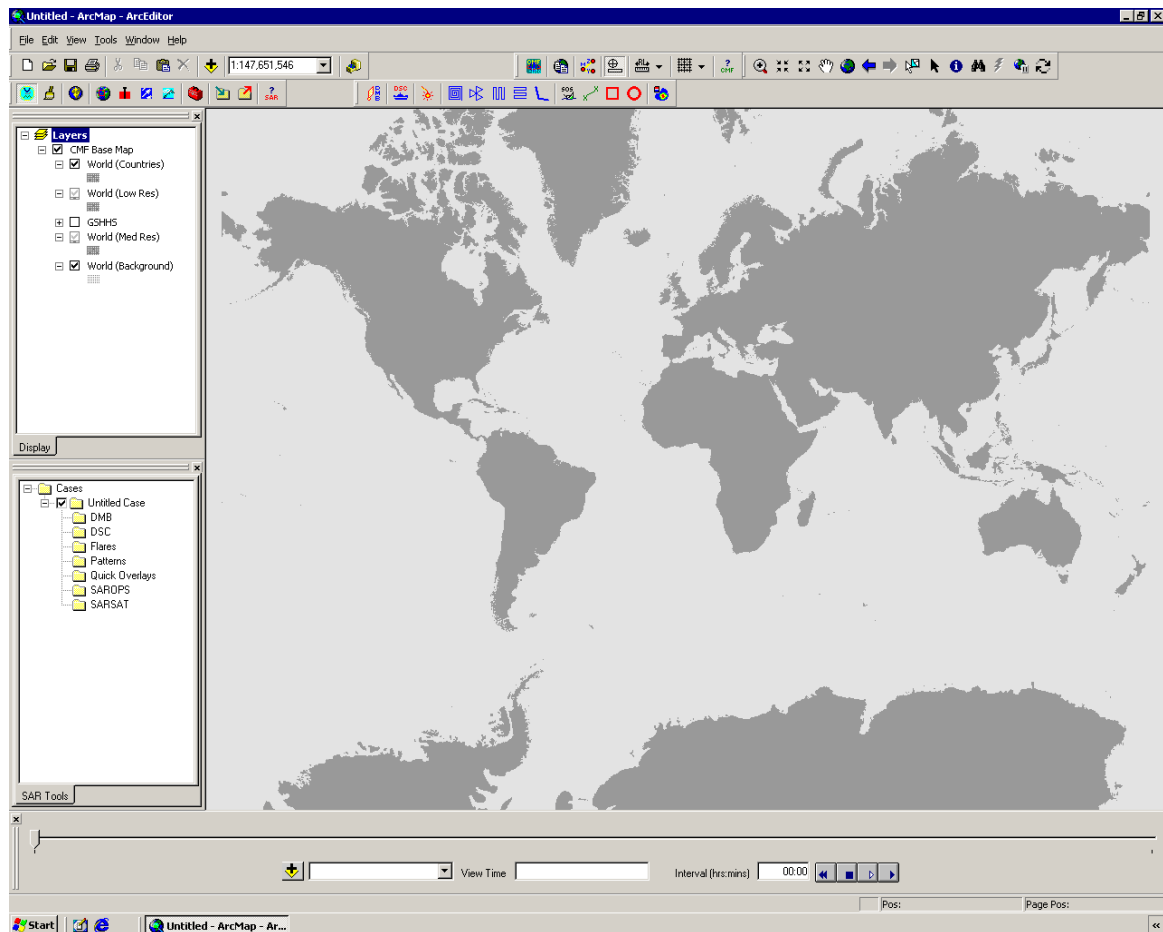 Untitled - ArcMap - ArcEditor
File Edit View Tools Window Help
1:147,651,546
CMF
SAR
DSC
SOS
Layers
CMF Base Map
World (Countries)
World (Low Res)
GSHHS
World (Med Res)
World (Background)
Display
Cases
Untitled Case
DMB
DSC
Flares
Patterns
Quick Overlays
SAROPS
SARSAT
SAR Tools
View Time
Interval (hrs:mins)
00:00
Pos:
Page Pos:
Start
Untitled - ArcMap - Ar...